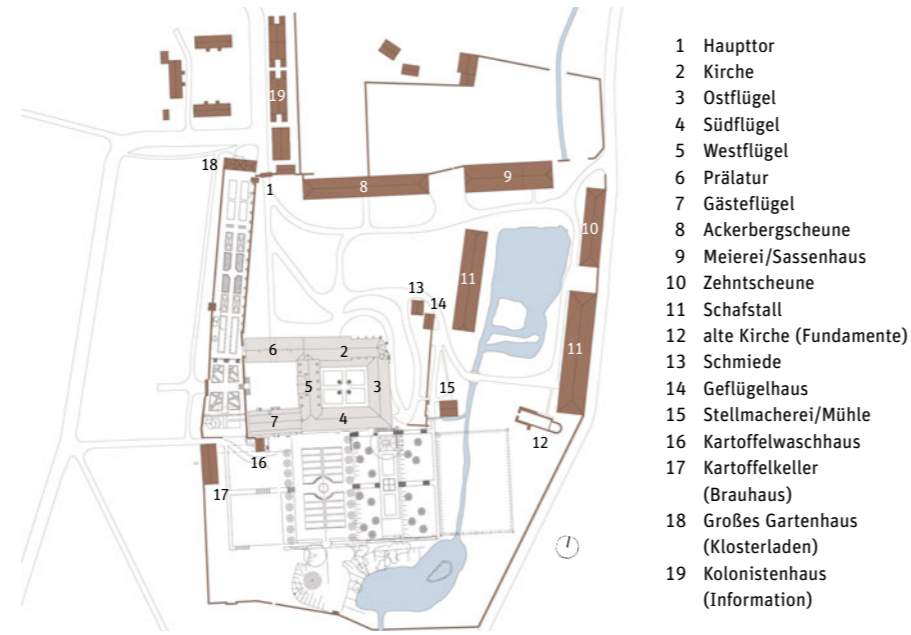 19
18
1
8
9
10
11
13
14
11
6
2
5
3
15
7
4
12
16
17
1 Haupttor
2 Kirche
3 Ostflügel
4 Südflügel
5 Westflügel
6 Prälatur
7 Gästeflügel
8 Ackerbergscheune
9 Meierei/Sassenhaus
10 Zehntscheune
11 Schafstall
12 alte Kirche (Fundamente)
13 Schmiede
14 Geflügelhaus
15 Stellmacherei/Mühle
16 Kartoffelwaschhaus
17 Kartoffelkeller
(Brauhaus)
18 Großes Gartenhaus
(Klosterladen)
19 Kolonistenhaus
(Information)